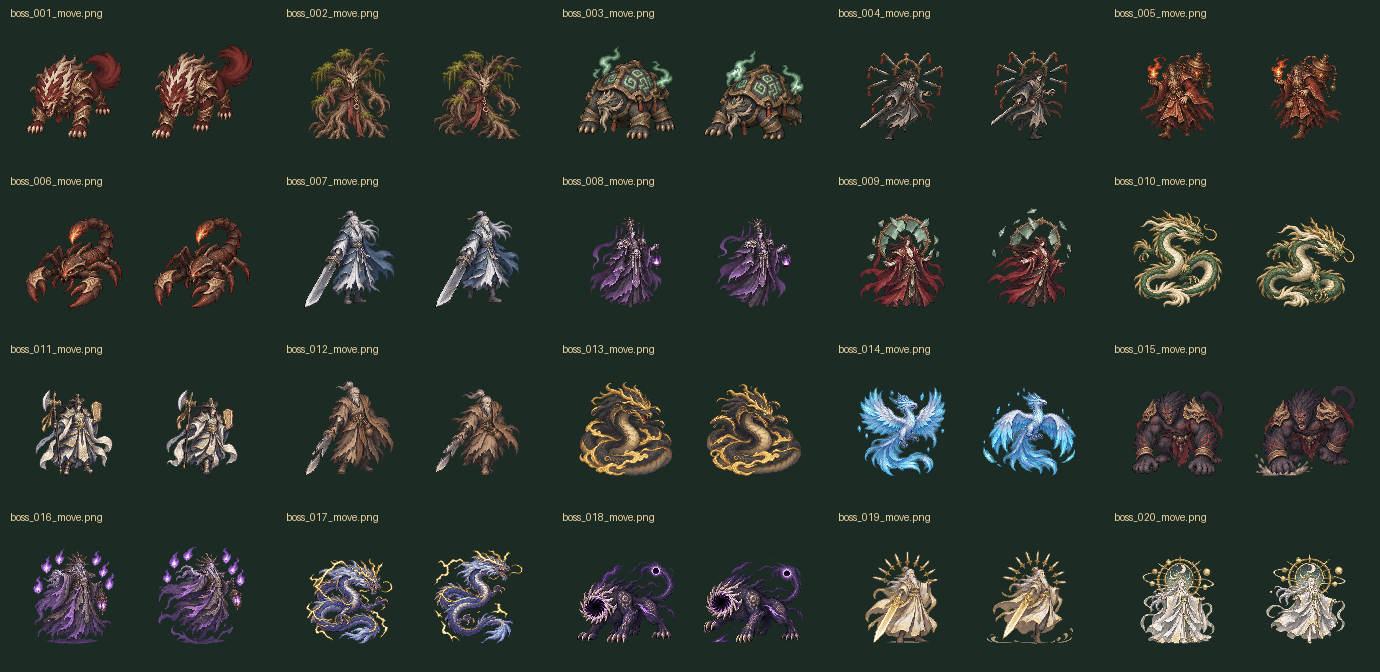 boss_001_move.png
boss_002_move.png
boss_003_move.png
boss_004_move.png
boss_005_move.png
boss_006_move.png
boss_007_move.png
boss_008_move.png
boss_009_move.png
boss_010_move.png
boss_011_move.png
boss_012_move.png
boss_013_move.png
boss_014_move.png
boss_015_move.png
boss_016_move.png
boss_017_move.png
boss_018_move.png
boss_019_move.png
boss_020_move.png